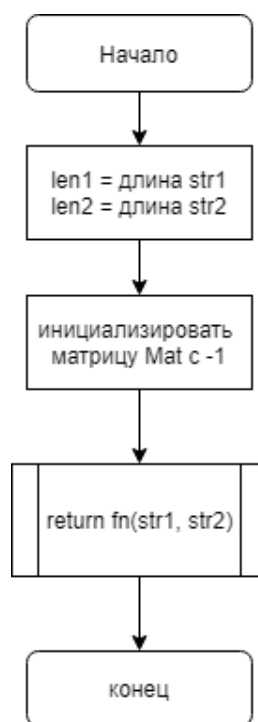 Начало
len1 = длина str1
len2 = длина str2
инициализировать
матрицу Mat с -1
return fn(str1, str2)
конец